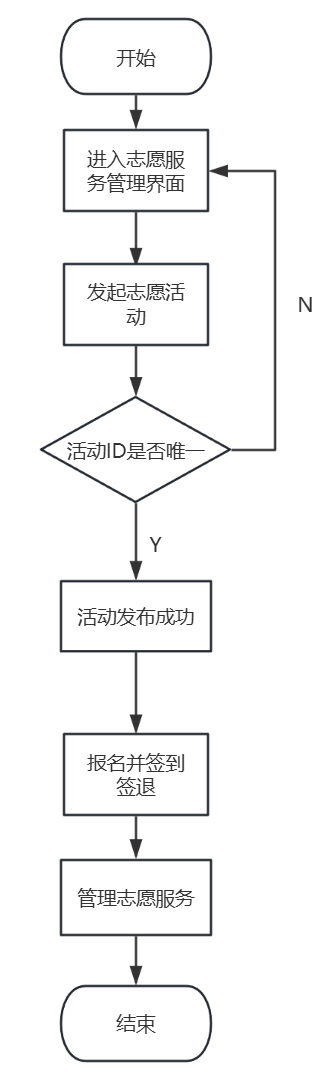 开始
进入志愿服
务管理界面
发起志愿活
动
N
活动ID是否唯一
Y
活动发布成功
报名并签到
签退
管理志愿服务
结束